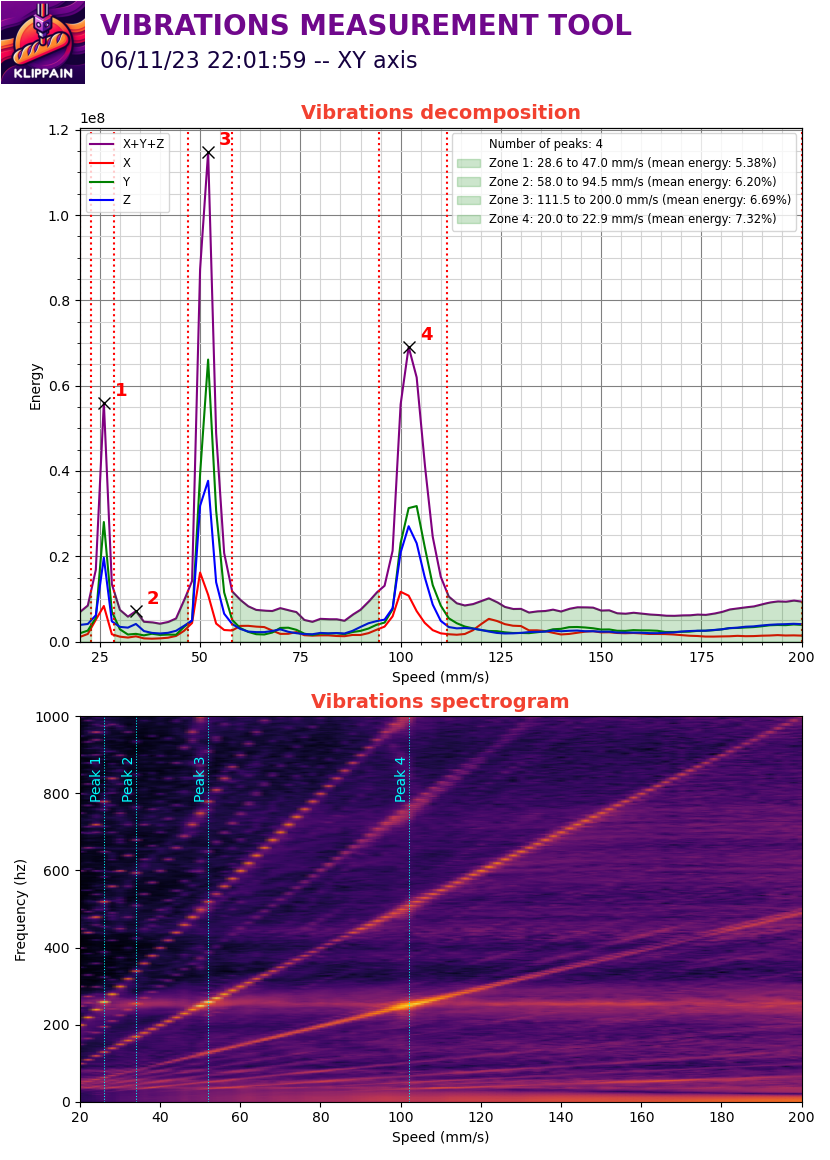 VIBRATIONS MEASUREMENT TOOL
06/11/23 22:01:59 -- XY axis
KLIPPAIN
Vibrations decomposition
1e8
Energy
1.2
1.0
0.8
0.6
0.4
0.2
0.0
X+Y+Z
X
Y
Z
Number of peaks: 4
Zone 1: 28.6 to 47.0 mm/s (mean energy: 5.38%)
Zone 2: 58.0 to 94.5 mm/s (mean energy: 6.20%)
Zone 3: 111.5 to 200.0 mm/s (mean energy: 6.69%)
Zone 4: 20.0 to 22.9 mm/s (mean energy: 7.32%)
1
2
3
4
25 50 75 100 125 150 175 200
Speed (mm/s)
Vibrations spectrogram
Frequency (hz)
1000
800
600
400
200
0
Peak 1
Peak 2
Peak 3
Peak 4
20 40 60 80 100 120 140 160 180 200
Speed (mm/s)